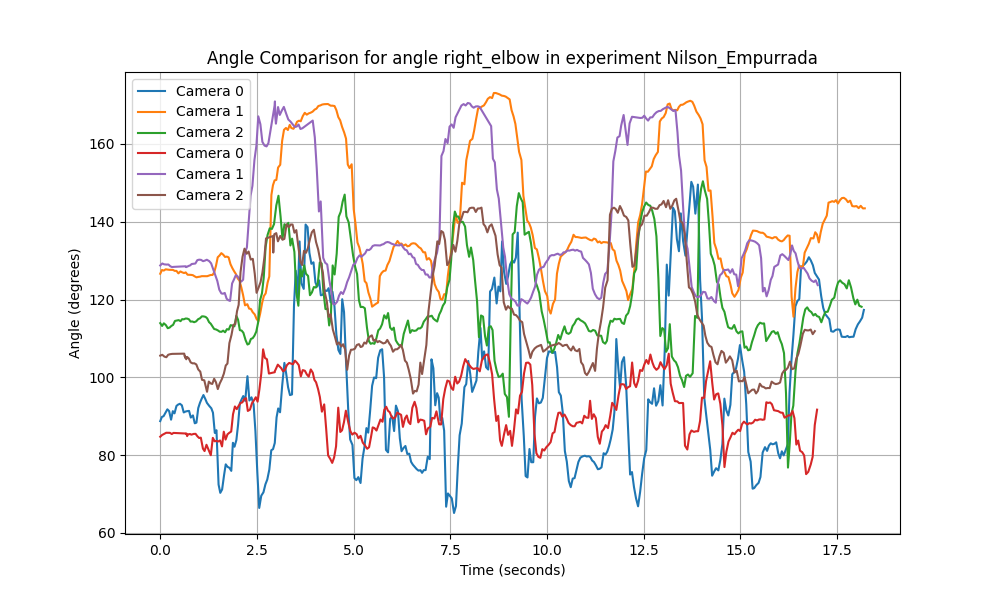 Angle Comparison for angle right_elbow in experiment Nilson_Empurrada
Camera 0
Camera 1
Camera 2
Camera 0
Camera 1
Camera 2
Angle (degrees)
160
140
120
100
80
60
0.0 2.5 5.0 7.5 10.0 12.5 15.0 17.5
Time (seconds)